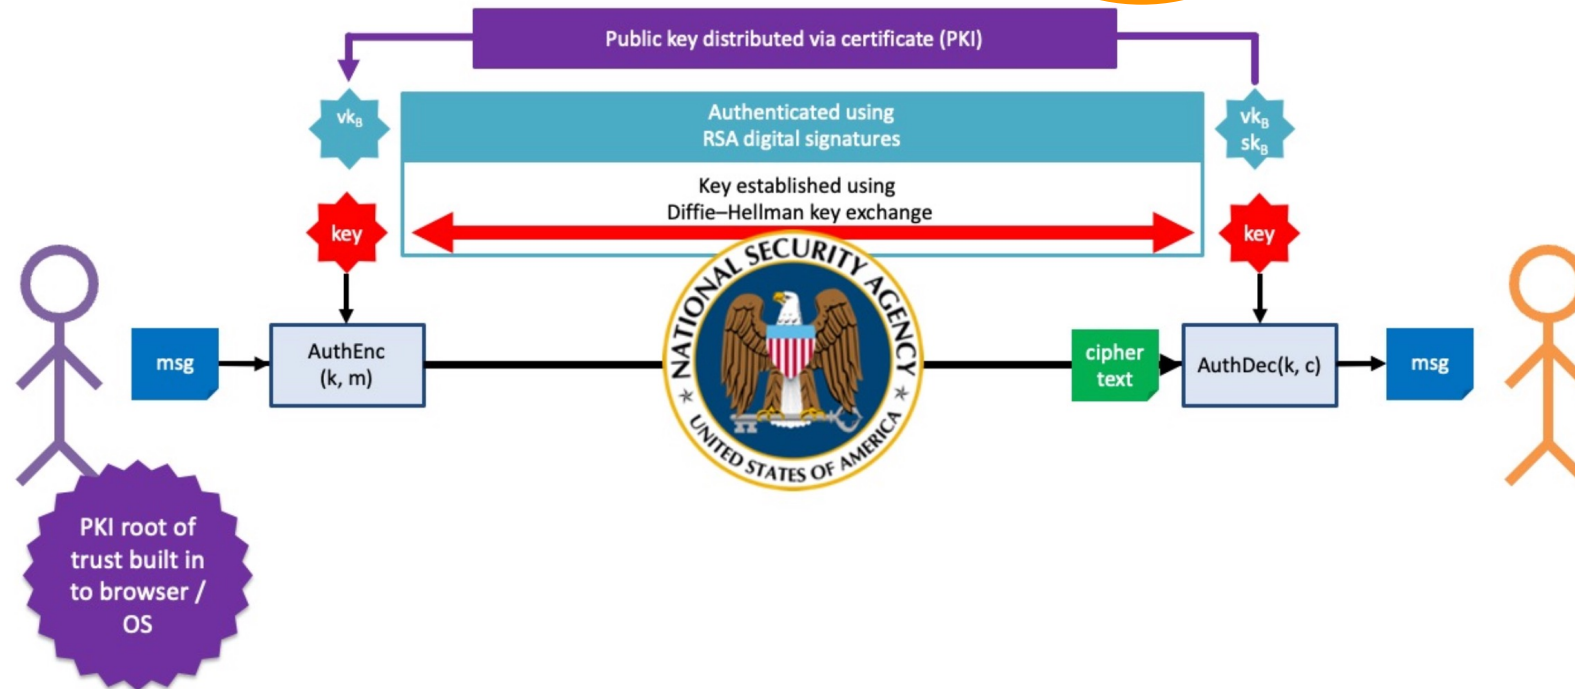 Public key distributed via certificate (PKI)
vkB
Authenticated using
RSA digital signatures
vkB
skB
Key established using
Diffie–Hellman key exchange
key
key
NATIONAL SECURITY AGENCY
UNITED STATES OF AMERICA
msg
AuthEnc
(k, m)
cipher
text
AuthDec(k, c)
msg
PKI root of
trust built in
to browser /
OS